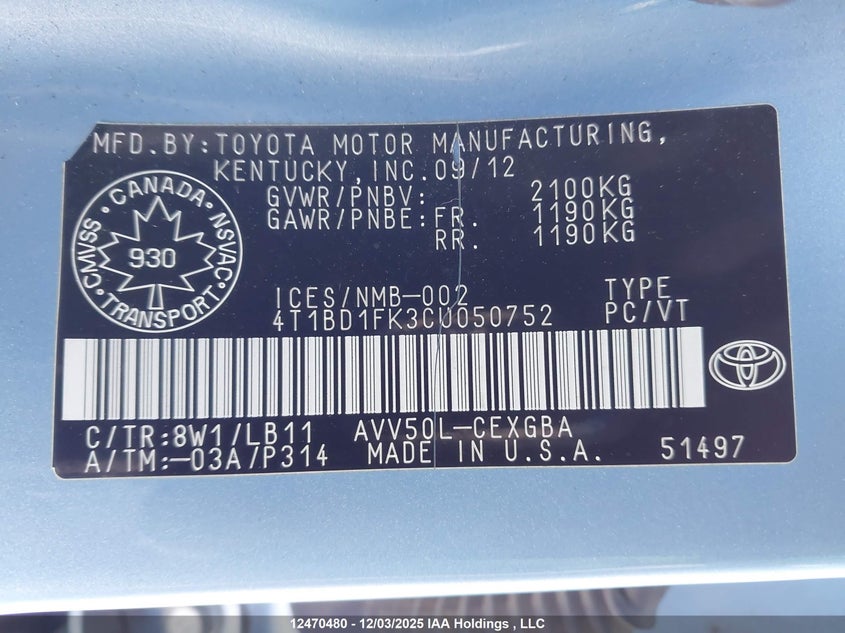 MFD.BY:TOYOTA MOTOR MANUFACTURING,
KENTUCKY,INC.09/12
GVWR/PNBV: 2100KG
GAWR/PNBE:FR. 1190KG
RR. 1190KG
CANADA
CMVSS
NSVAC
930
TRANSPORT
ICES/NMB-002 TYPE
4T1BD1FK3CU050752 PC/VT
C/TR:8W1/LB11 AVV50L-CEXGBA
A/TM:-03A/P314 MADE IN U.S.A. 51497
12470480 - 12/03/2025 IAA Holdings , LLC